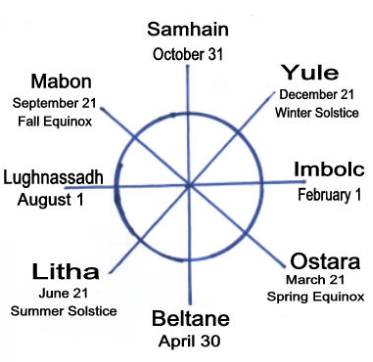 Samhain
October 31
Yule
December 21
Winter Solstice
Imbolc
February 1
Ostara
March 21
Spring Equinox
Beltane
April 30
Litha
June 21
Summer Solstice
Lughnassadh
August 1
Mabon
September 21
Fall Equinox